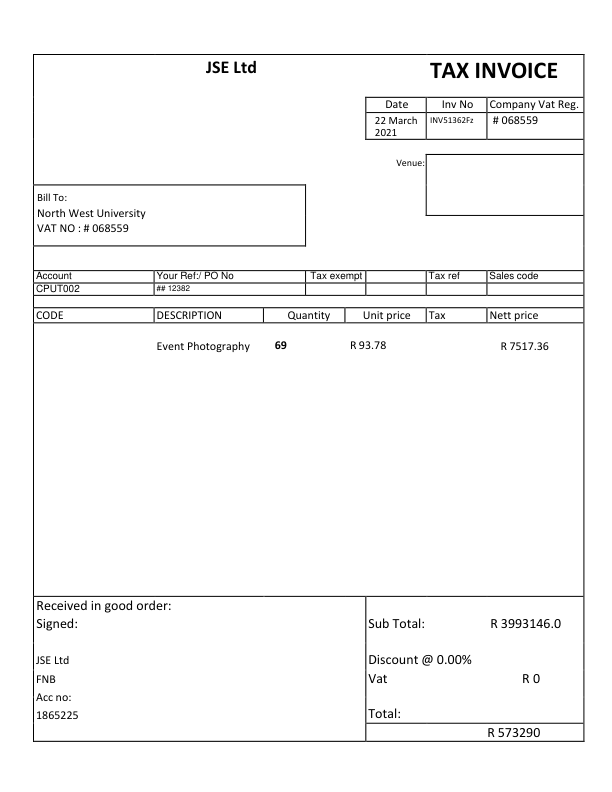 JSE Ltd
TAX INVOICE
Date Inv No Company Vat Reg.
22 March 2021 INV51362Fz # 068559
Venue:
Bill To:
North West University
VAT NO : # 068559
Account Your Ref:/ PO No Tax exempt Tax ref Sales code
CPUT002 ## 12382
CODE DESCRIPTION Quantity Unit price Tax Nett price
Event Photography 69 R 93.78 R 7517.36
Received in good order:
Signed:
Sub Total: R 3993146.0
JSE Ltd
Discount @ 0.00%
FNB
Vat R 0
Acc no:
1865225
Total:
R 573290